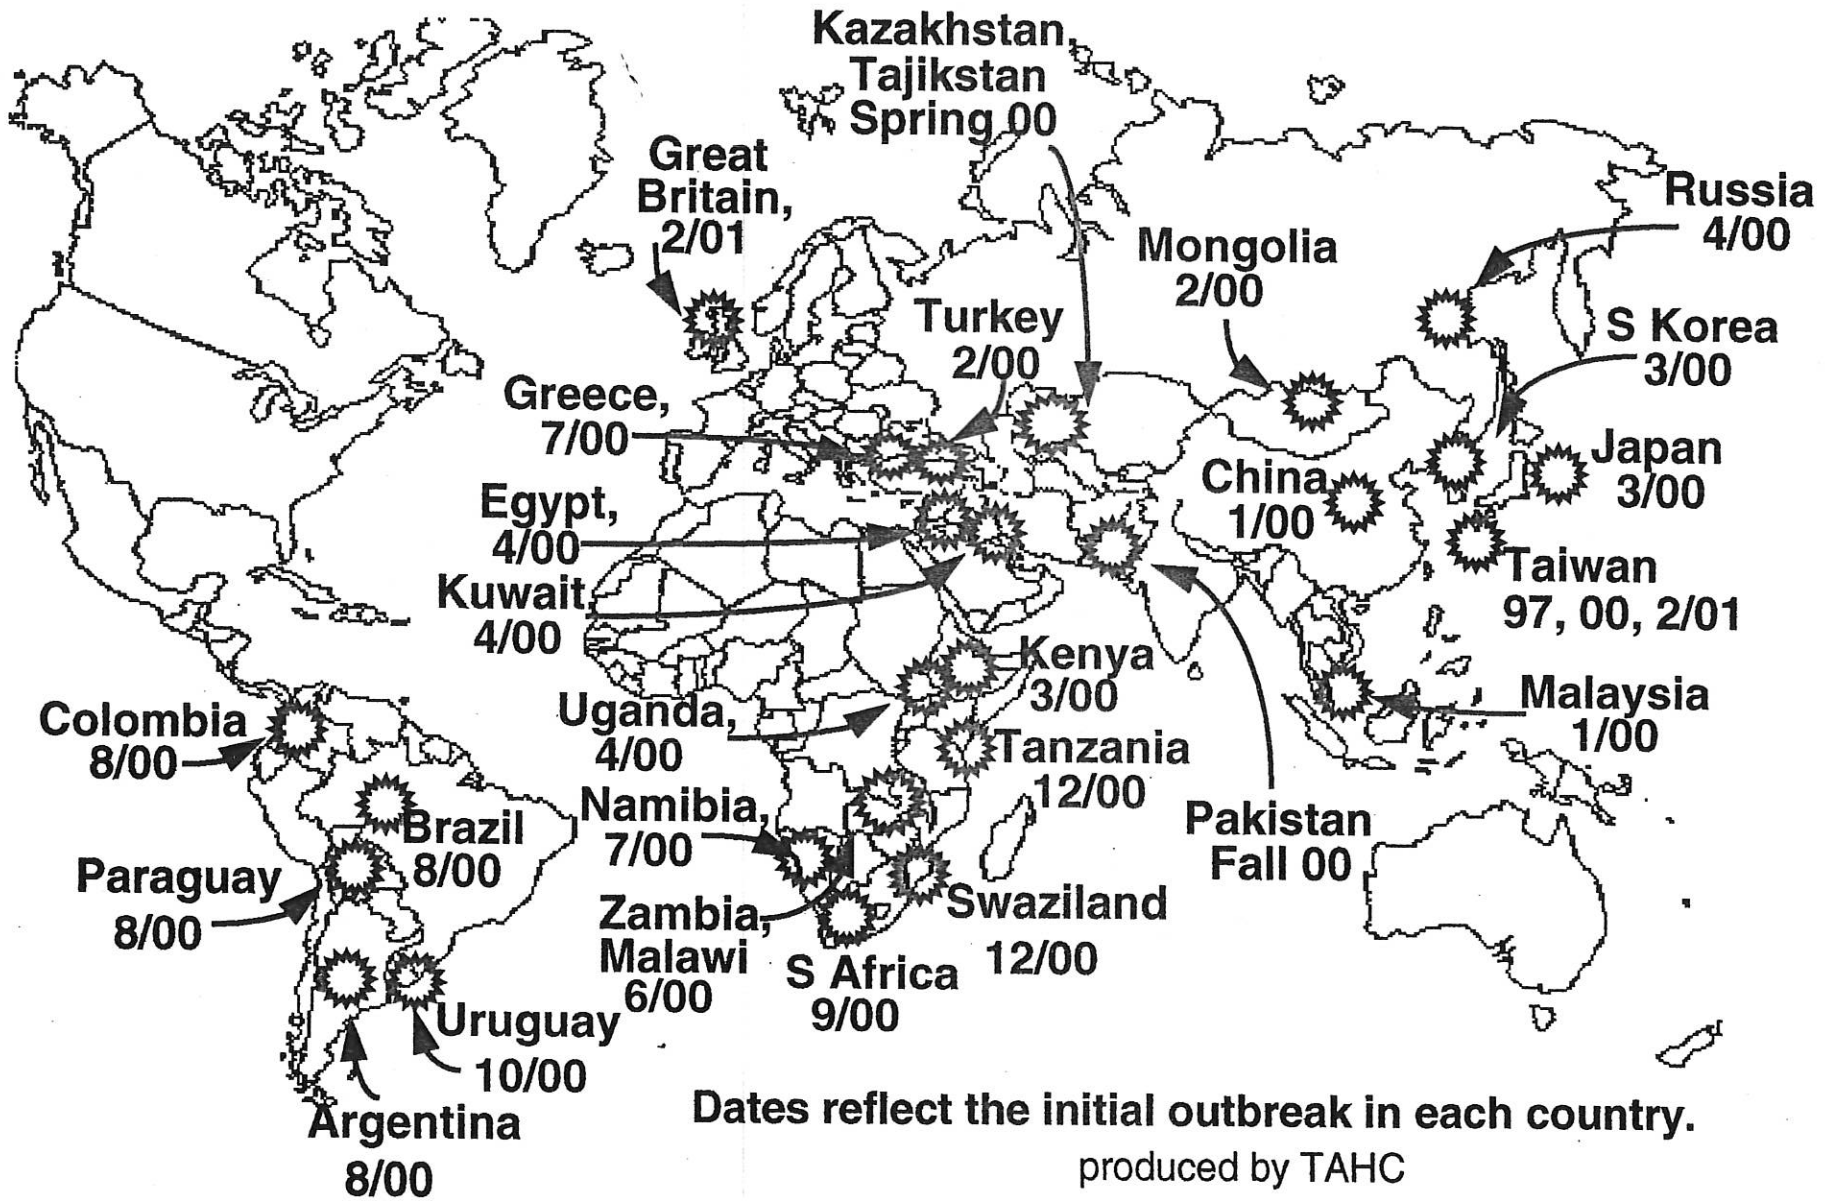 Kazakhstan,
Tajikstan
Spring 00
Great
Britain,
2/01
Russia
4/00
Mongolia
2/00
Turkey
2/00
S Korea
3/00
Greece,
7/00
Japan
3/00
China
1/00
Egypt,
4/00
Taiwan
97, 00, 2/01
Kuwait,
4/00
Kenya
3/00
Malaysia
1/00
Colombia
8/00
Uganda,
4/00
Tanzania
12/00
Namibia,
7/00
Pakistan
Fall 00
Brazil
8/00
Paraguay
8/00
Zambia,
Malawi
6/00
Swaziland
12/00
S Africa
9/00
Uruguay
10/00
Argentina
8/00
Dates reflect the initial outbreak in each country.
produced by TAHC